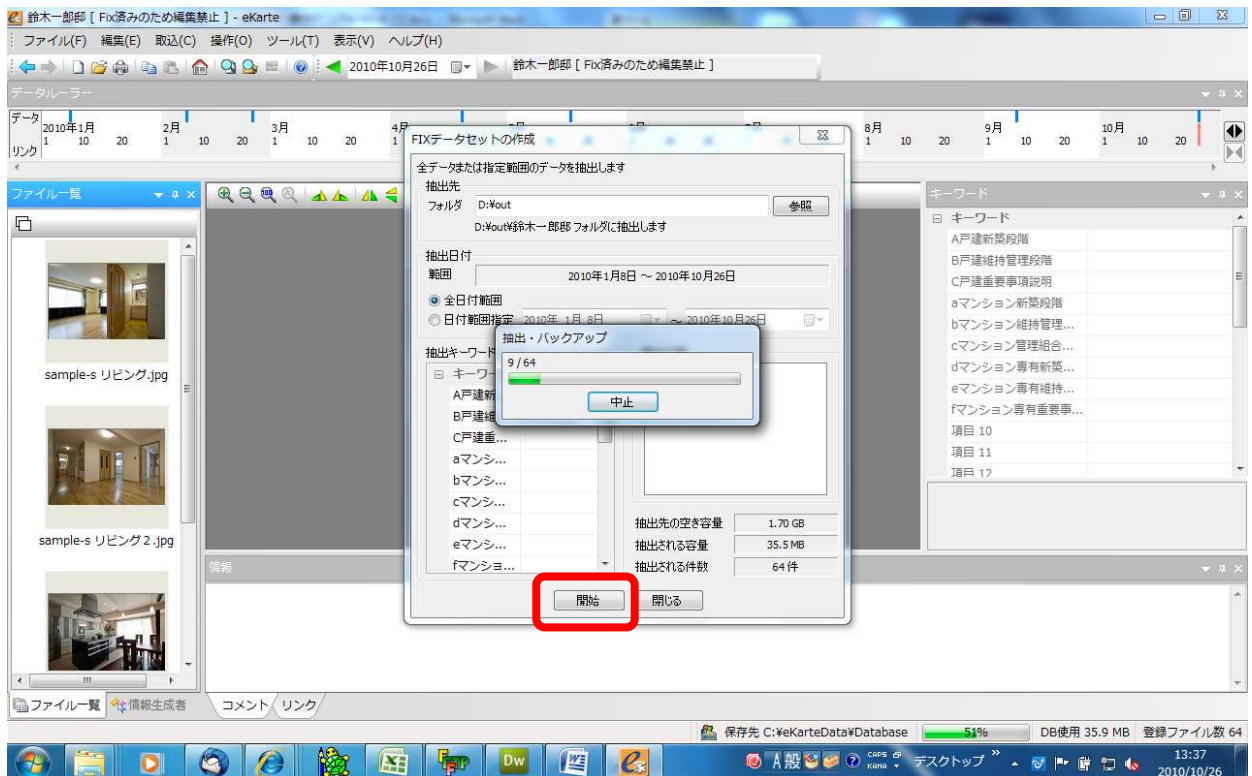 鈴木一郎邸 [ Fix済みのため編集禁止 ] - eKarte
ファイル(F) 編集(E) 取込(C) 操作(O) ツール(T) 表示(V) ヘルプ(H)
2010年10月26日 鈴木一郎邸 [ Fix済みのため編集禁止 ]
データルーラー
データ
2010年1月 2月 3月 4月 8月 9月 10月
1 10 20 1 10 20 1 10 20 1 1 10 20 1 10 20 1 10 20
リンク
ファイル一覧
sample-s リビング.jpg
sample-s リビング2.jpg
ファイル一覧 情報生成者
FIXデータセットの作成
全データまたは指定範囲のデータを抽出します
抽出先
フォルダ D:¥out 参照
D:¥out¥鈴木一郎邸 フォルダに抽出します
抽出日付
範囲 2010年1月8日 ～ 2010年10月26日
全日付範囲
日付範囲指定 2010年 1月 8日 ～ 2010年10月26日
抽出キーワード
抽出・バックアップ
9/64
中止
A戸建新
B戸建維
C戸建重...
aマンシ...
bマンシ...
cマンシ...
dマンシ...
eマンシ...
fマンショ...
抽出先の空き容量 1.70 GB
抽出される容量 35.5 MB
抽出される件数 64 件
開始 閉じる
キーワード
キーワード
A戸建新築段階
B戸建維持管理段階
C戸建重要事項説明
aマンション新築段階
bマンション維持管理...
cマンション管理組合...
dマンション専有新築...
eマンション専有維持...
fマンション専有重要事...
項目 10
項目 11
項目 12
情報
コメント リンク
保存先 C:¥eKarteData¥Database 51% DB使用 35.9 MB 登録ファイル数 64
Dw A 般 CAPS KANA デスクトップ 13:37
2010/10/26